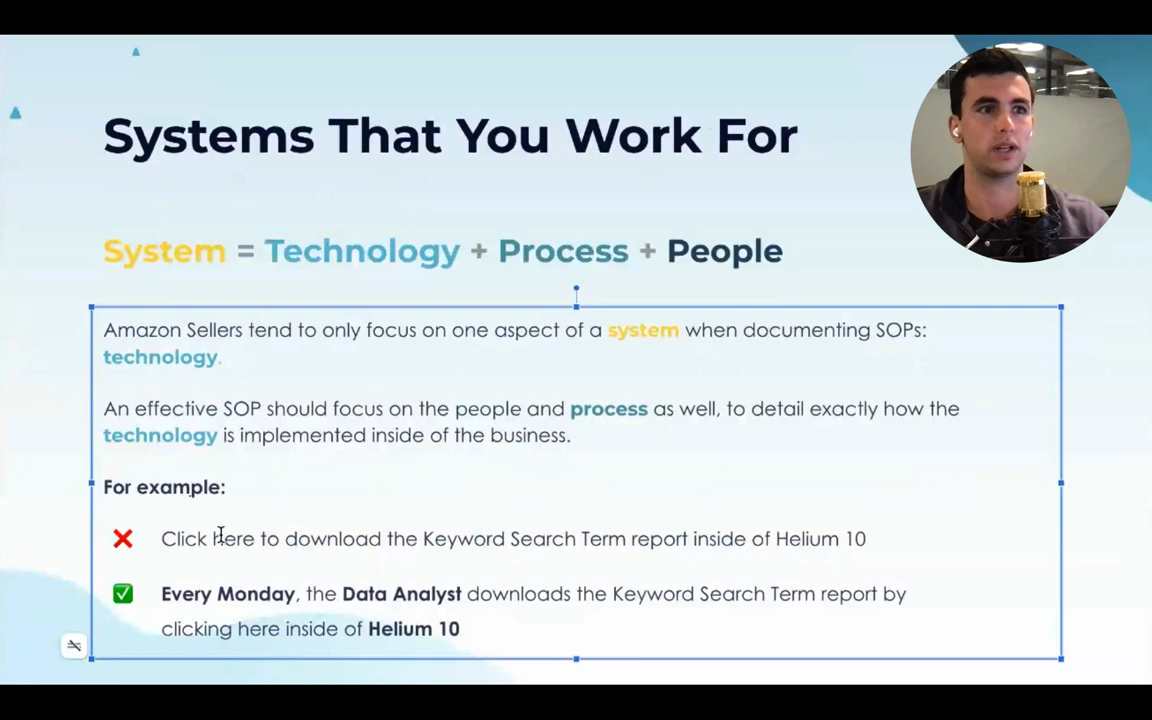 Systems That You Work For
System = Technology + Process + People
Amazon Sellers tend to only focus on one aspect of a system when documenting SOPs:
technology.
An effective SOP should focus on the people and process as well, to detail exactly how the
technology is implemented inside of the business.
For example:
❌ Click here to download the Keyword Search Term report inside of Helium 10
✅ Every Monday, the Data Analyst downloads the Keyword Search Term report by
clicking here inside of Helium 10